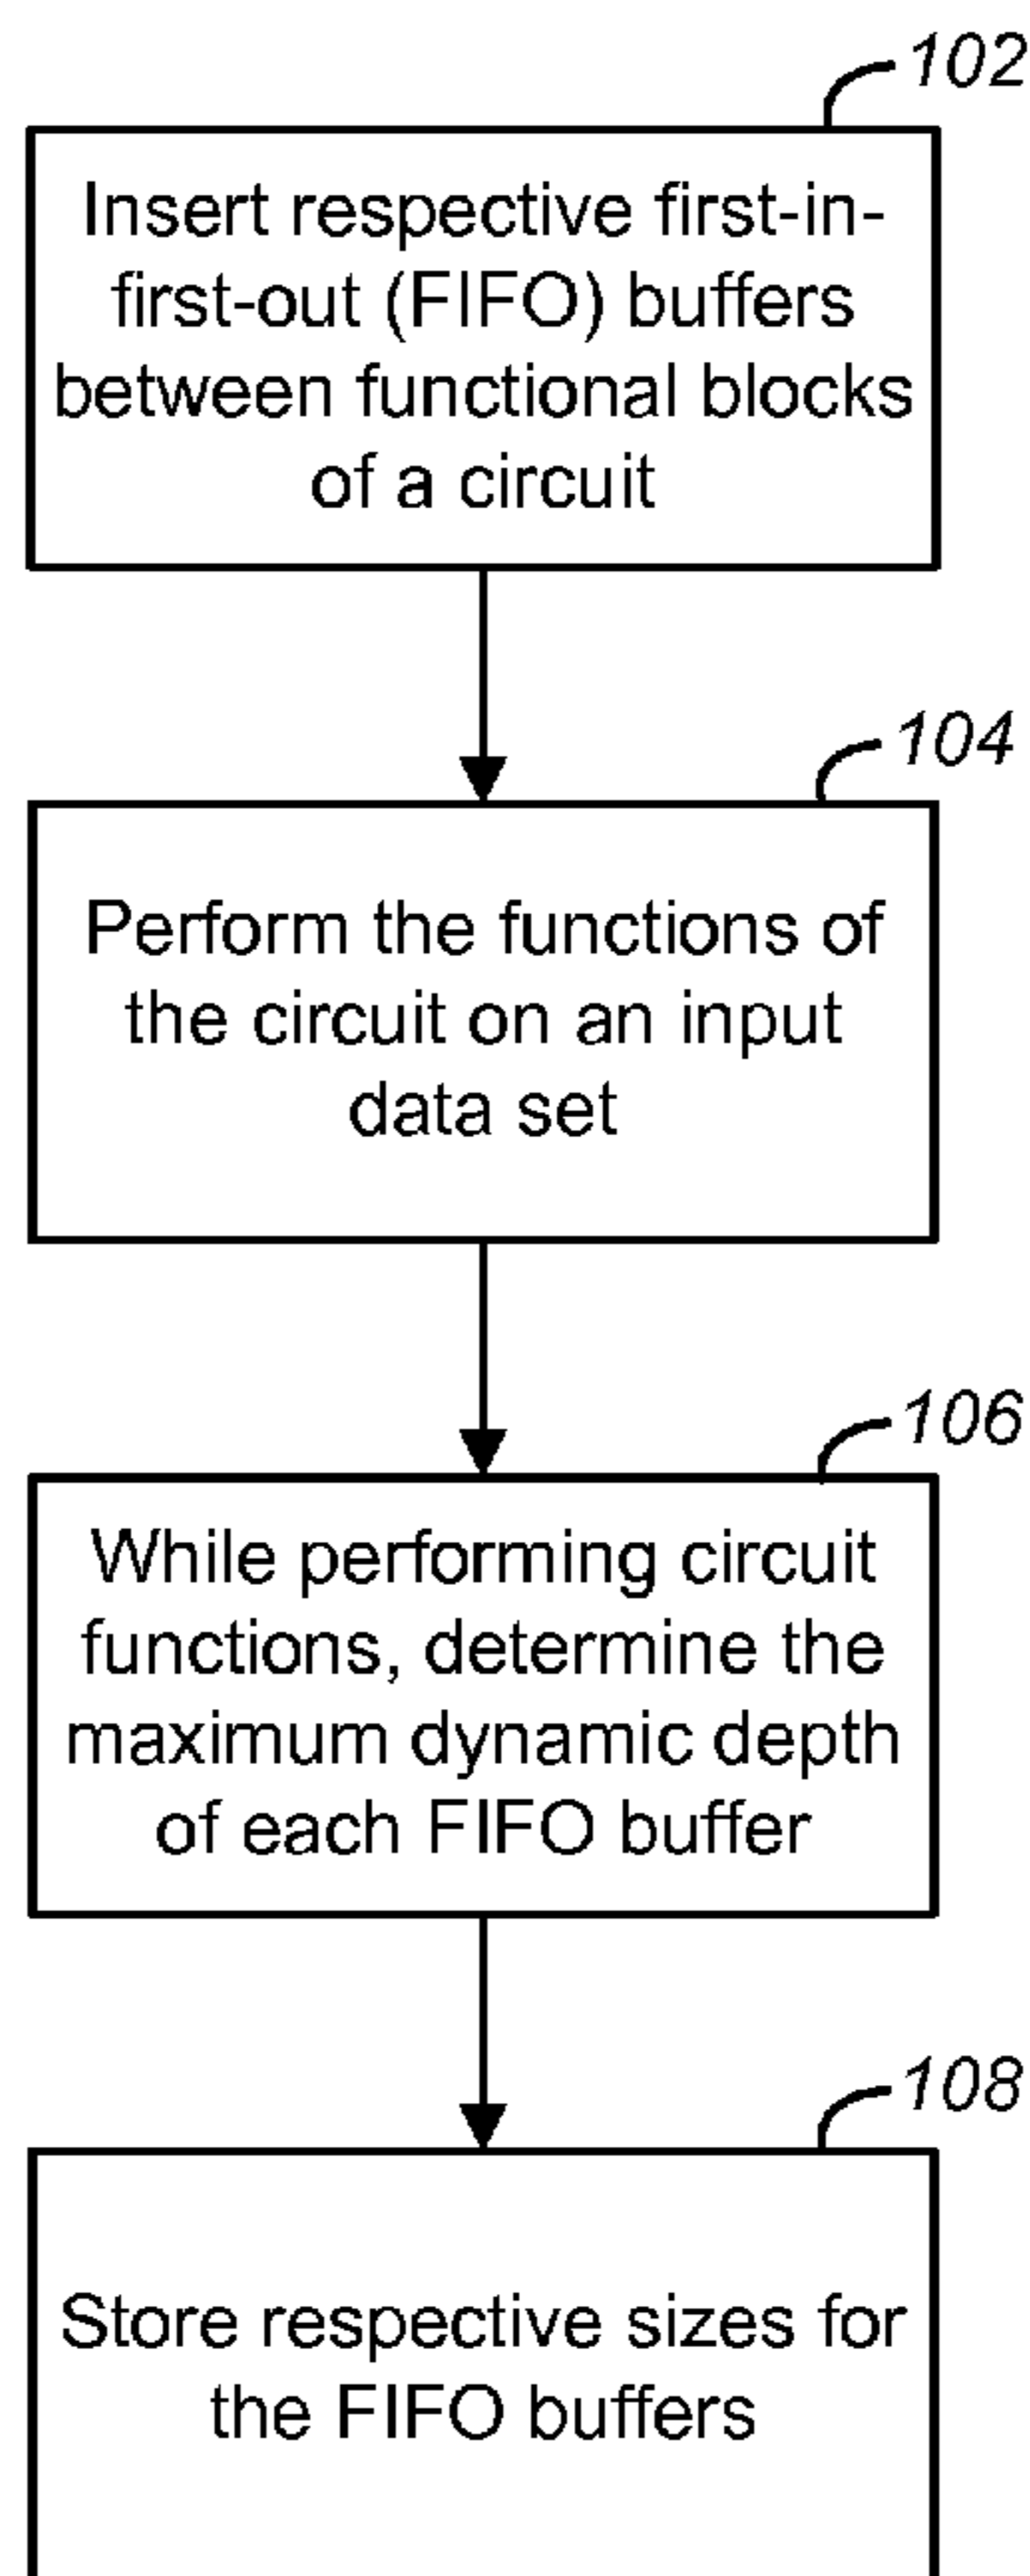 102
Insert respective first-in-
first-out (FIFO) buffers
between functional blocks
of a circuit
104
Perform the functions of
the circuit on an input
data set
106
While performing circuit
functions, determine the
maximum dynamic depth
of each FIFO buffer
108
Store respective sizes for
the FIFO buffers